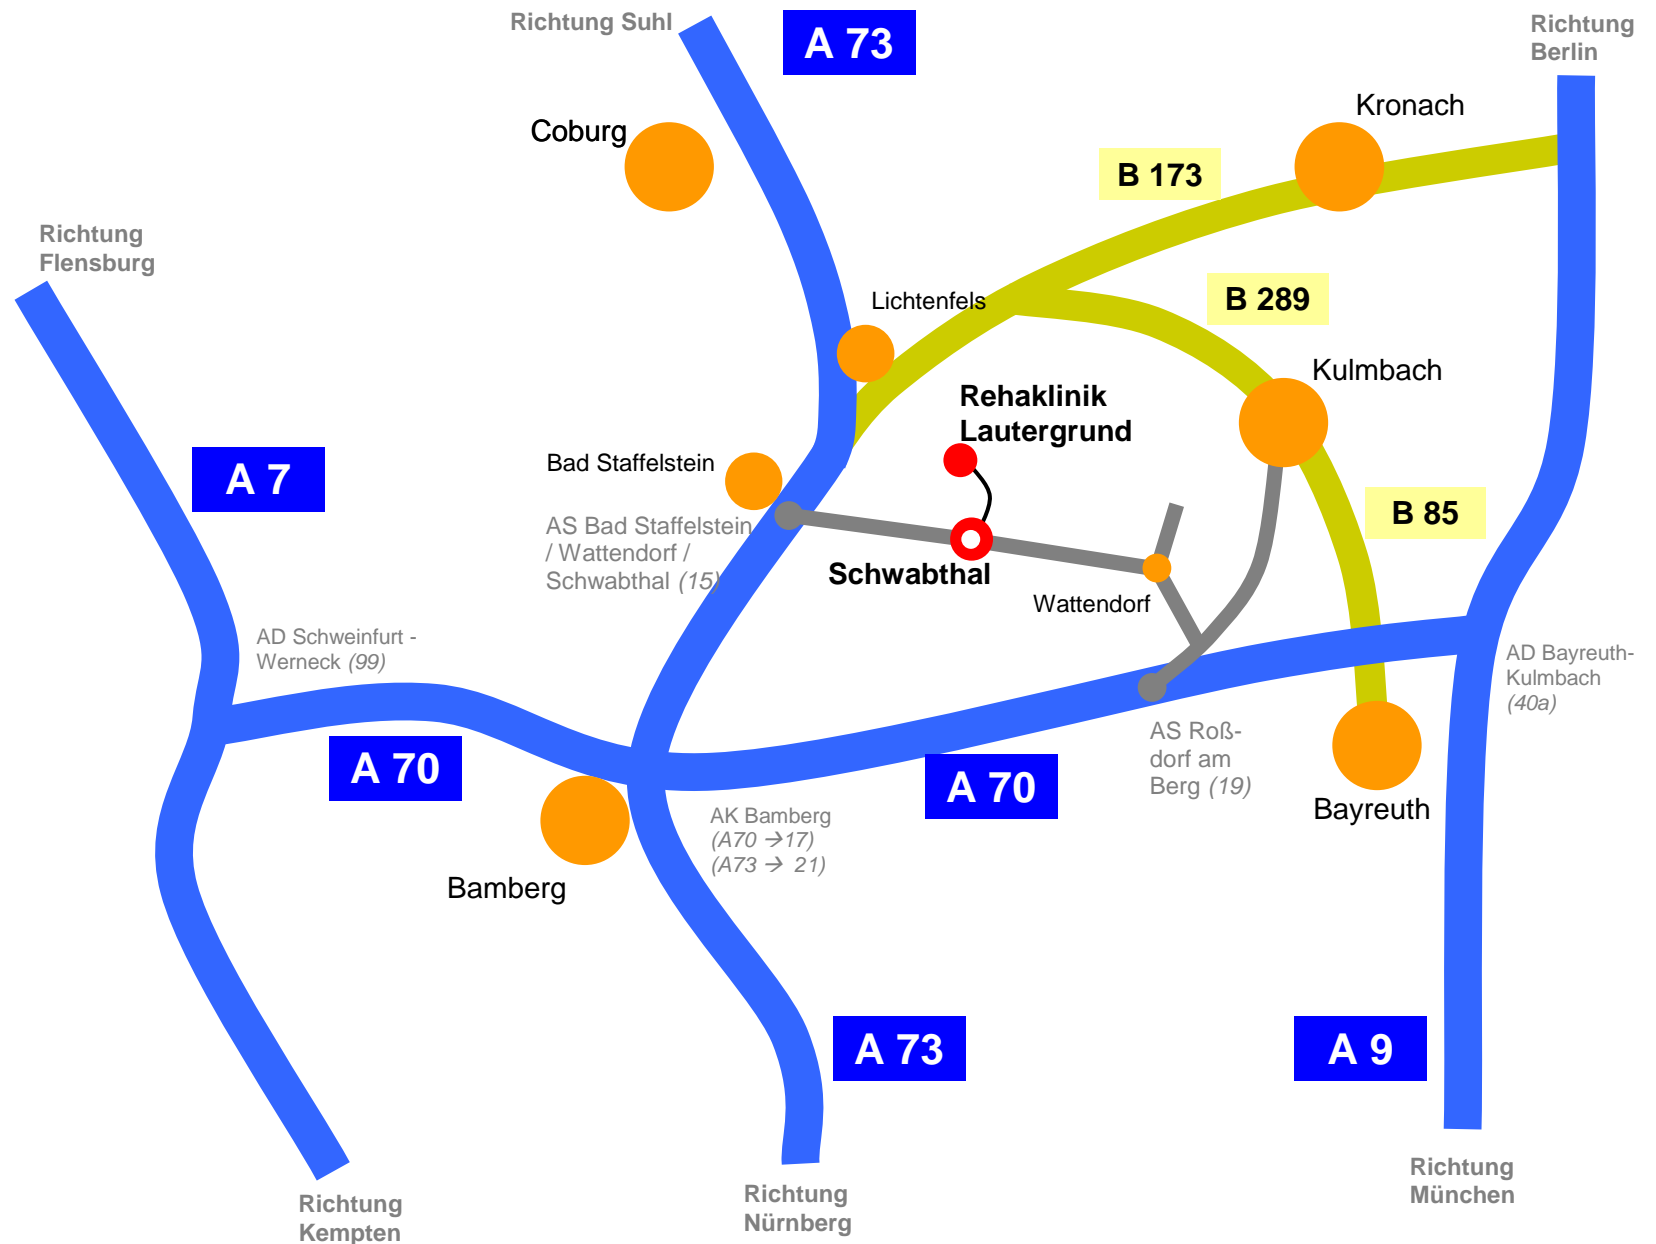 Richtung Suhl
A 73
Richtung
Berlin
Kronach
Coburg
B 173
Richtung
Flensburg
Lichtenfels
B 289
Kulmbach
Rehaklinik
Lautergrund
Bad Staffelstein
A 7
B 85
AS Bad Staffelstein
/ Wattendorf /
Schwabthal (15)
Schwabthal
Wattendorf
AD Schweinfurt -
Werneck (99)
AD Bayreuth-
Kulmbach
(40a)
A 70
A 70
AS Roß-
dorf am
Berg (19)
Bayreuth
AK Bamberg
(A70 →17)
(A73 → 21)
Bamberg
A 73
A 9
Richtung
Kempten
Richtung
Nürnberg
Richtung
München